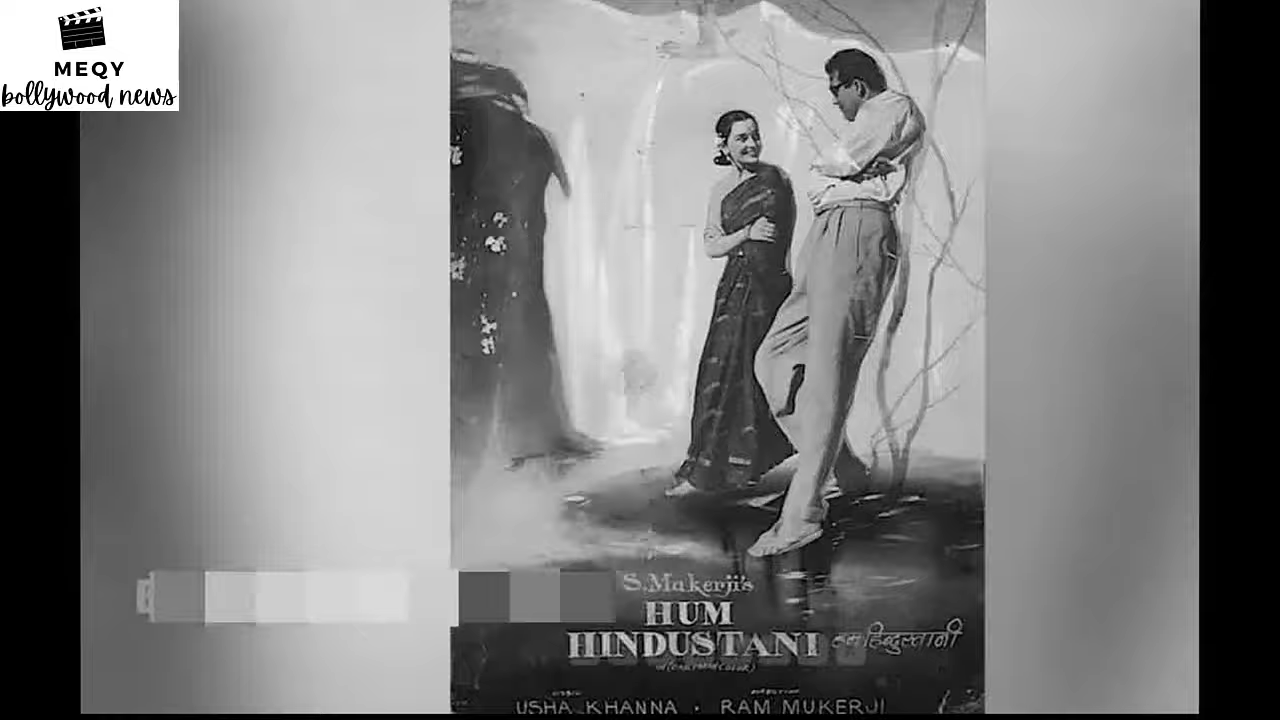 MEQY
bollywood news
S. Mukerji's
HUM
HINDUSTANI हम हिन्दुस्तानी
USHA KHANNA • RAM MUKERJI